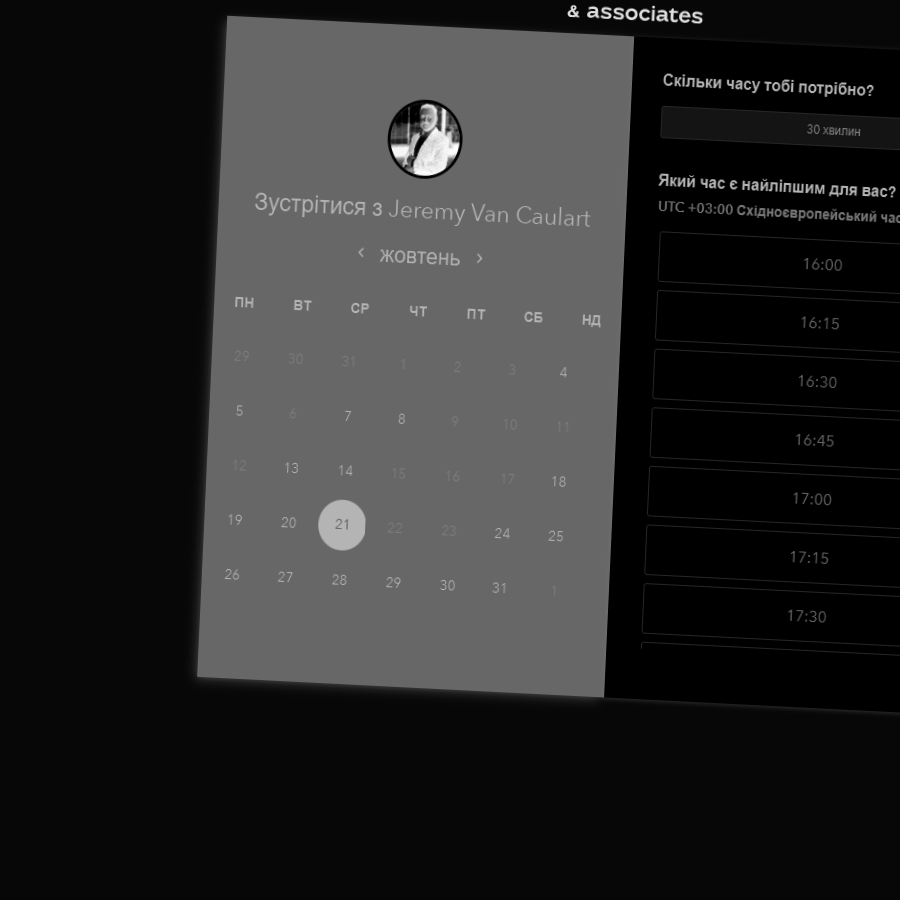 & associates
Зустрітися з Jeremy Van Caulart
‹ жовтень ›
ПН ВТ СР ЧТ ПТ СБ НД
29 30 31 1 2 3 4
5 6 7 8 9 10 11
12 13 14 15 16 17 18
19 20 21 22 23 24 25
26 27 28 29 30 31 1
Скільки часу тобі потрібно?
30 хвилин
Який час є найліпшим для вас?
UTC +03:00 Східноєвропейський
16:00
16:15
16:30
16:45
17:00
17:15
17:30